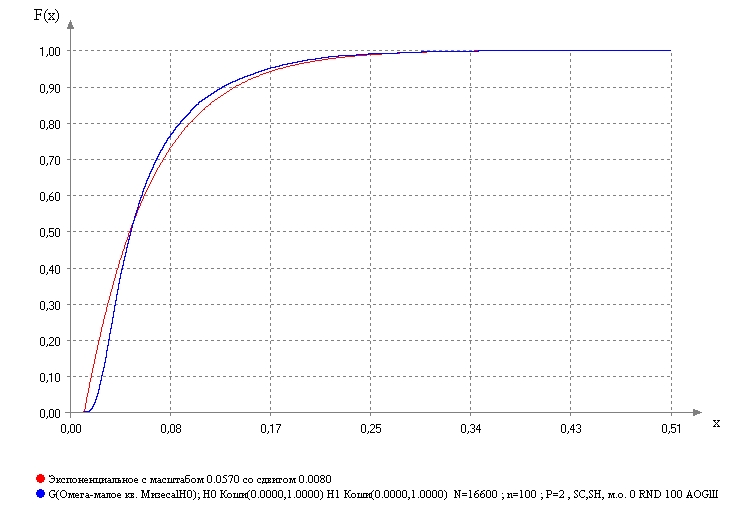 F(x)
1,00
0,90
0,80
0,70
0,60
0,50
0,40
0,30
0,20
0,10
0,00
0,00 0,08 0,17 0,25 0,34 0,43 0,51
x
Экспоненциальное с масштабом 0.0570 со сдвигом 0.0080
G(Омега-малое кв. Мизеса|H0); H0 Коши(0.0000,1.0000) H1 Коши(0.0000,1.0000) N=16600 ; n=100 ; P=2 , SC,SH, м.о. 0 RND 100 АОGШ